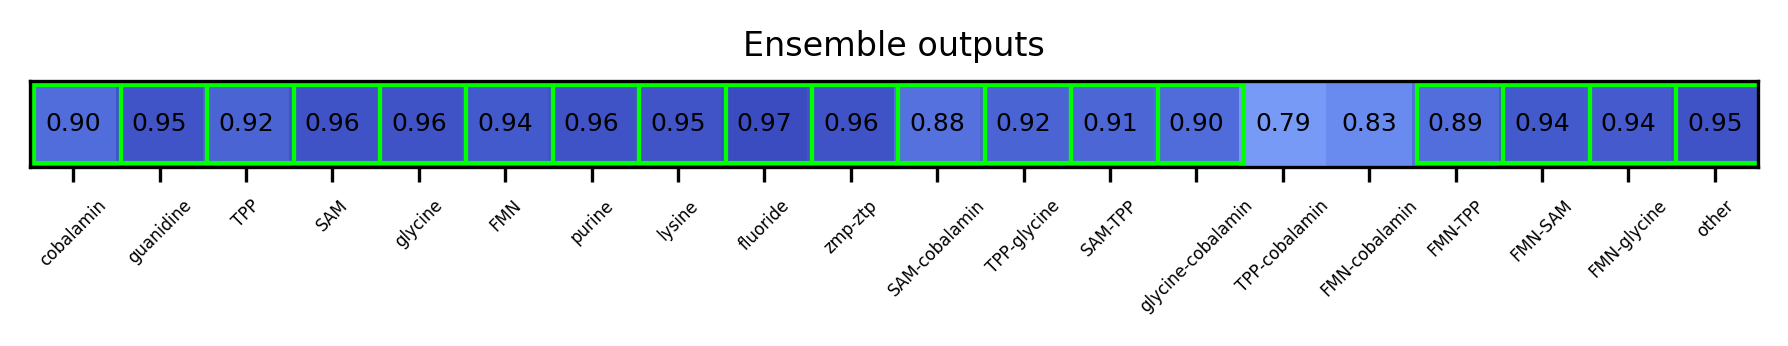 Ensemble outputs
0.90 0.95 0.92 0.96 0.96 0.94 0.96 0.95 0.97 0.96 0.88 0.92 0.91 0.90 0.79 0.83 0.89 0.94 0.94 0.95
cobalamin guanidine TPP SAM glycine FMN purine lysine fluoride zmp-ztp SAM-cobalamin TPP-glycine SAM-TPP glycine-cobalamin TPP-cobalamin FMN-cobalamin FMN-TPP FMN-SAM FMN-glycine other